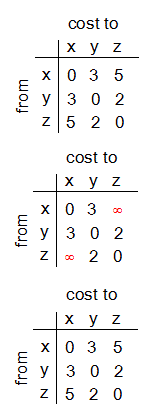 cost to
x y z
from
x 0 3 5
y 3 0 2
z 5 2 0
cost to
x y z
from
x 0 3 ∞
y 3 0 2
z ∞ 2 0
cost to
x y z
from
x 0 3 5
y 3 0 2
z 5 2 0